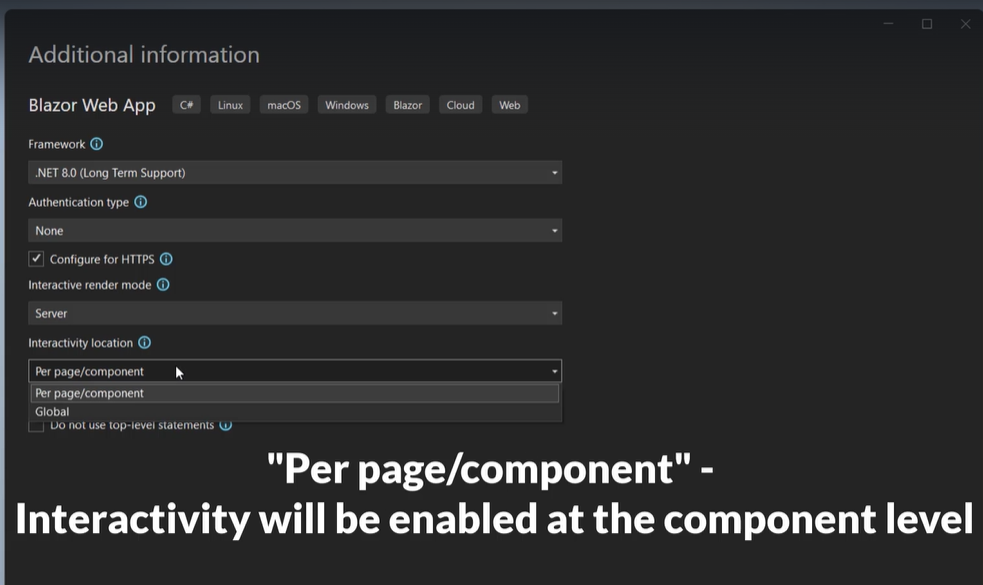 Additional information
Blazor Web App C# Linux macOS Windows Blazor Cloud Web
Framework
.NET 8.0 (Long Term Support)
Authentication type
None
Configure for HTTPS
Interactive render mode
Server
Interactivity location
Per page/component
Per page/component
Global
Do not use top-level statements
"Per page/component" -
Interactivity will be enabled at the component level